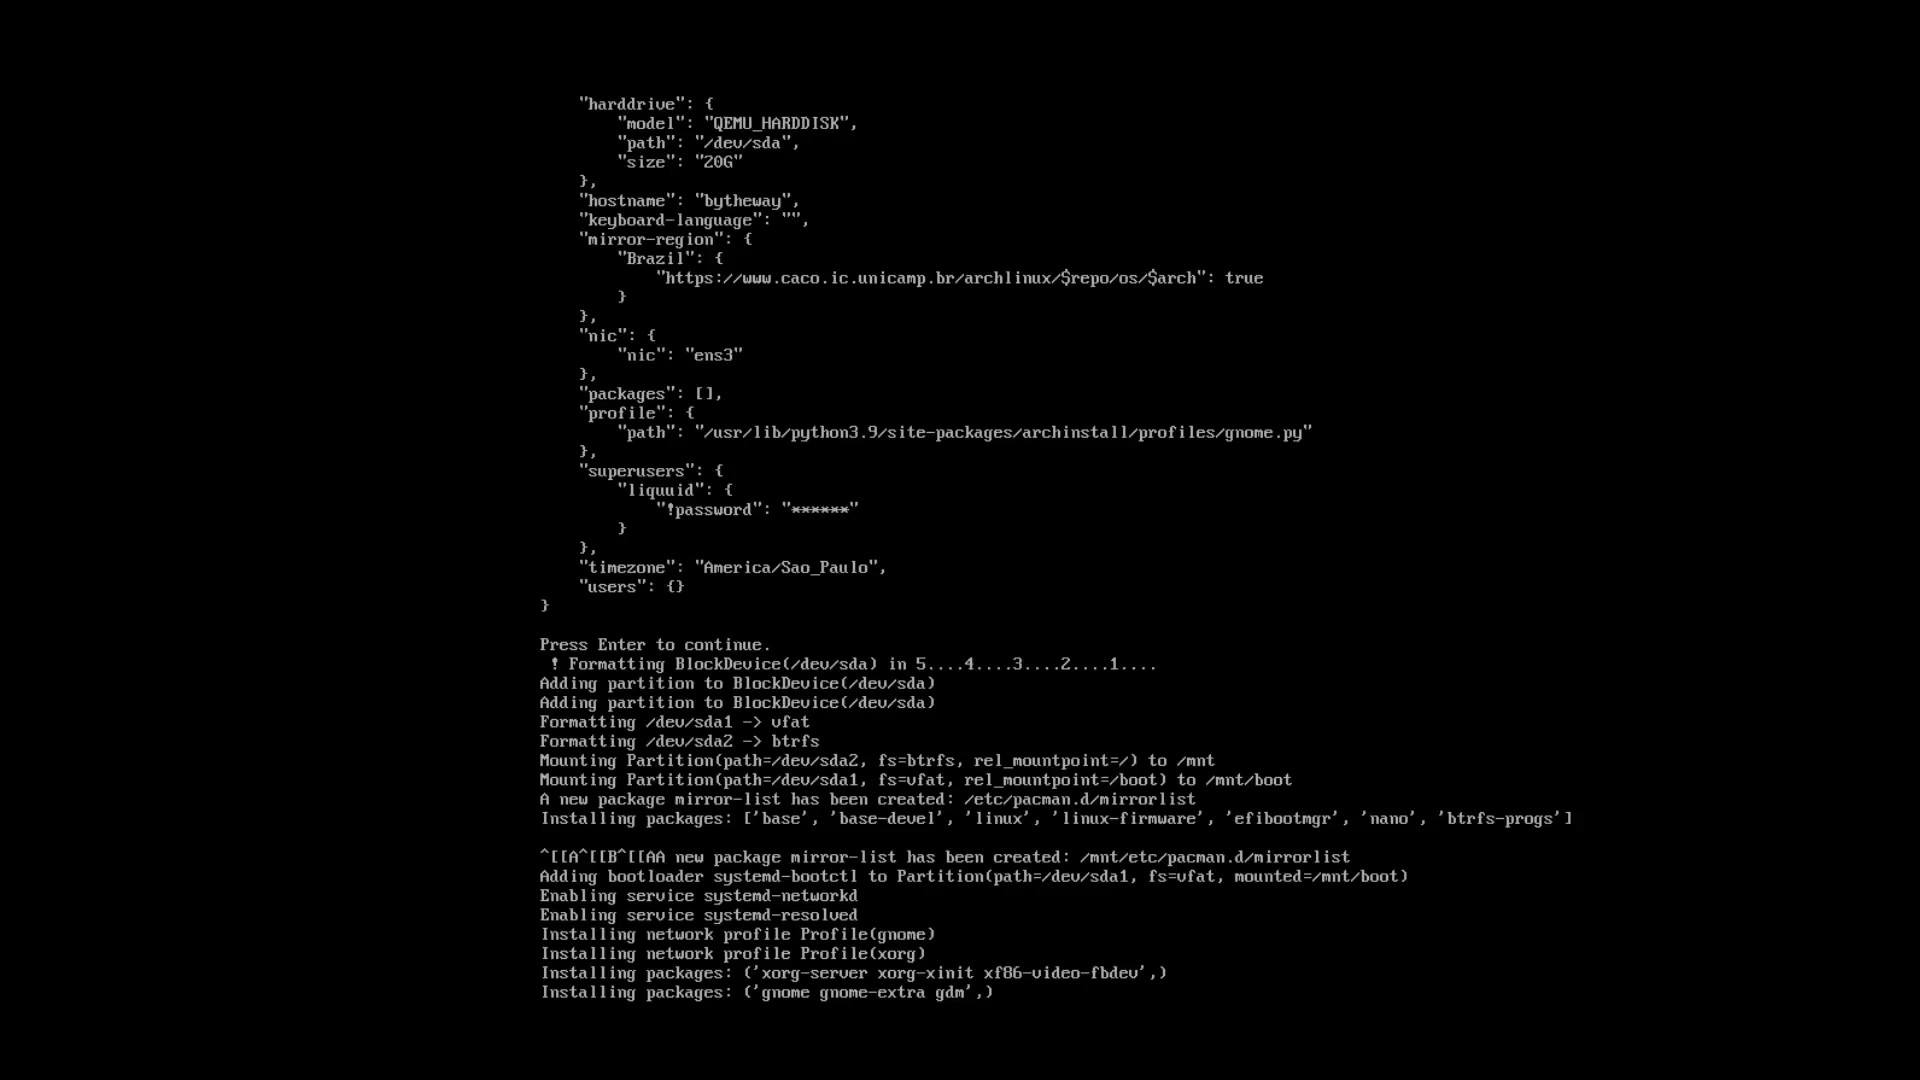 "harddrive": {
        "model": "QEMU_HARDDISK",
        "path": "/dev/sda",
        "size": "20G"
    },
    "hostname": "bytheway",
    "keyboard-language": "",
    "mirror-region": {
        "Brazil": {
            "https://www.caco.ic.unicamp.br/archlinux/$repo/os/$arch": true
        }
    },
    "nic": {
        "nic": "ens3"
    },
    "packages": [],
    "profile": {
        "path": "/usr/lib/python3.9/site-packages/archinstall/profiles/gnome.py"
    },
    "superusers": {
        "liquuid": {
            "!password": "******"
        }
    },
    "timezone": "America/Sao_Paulo",
    "users": {}
}

Press Enter to continue.
 ! Formatting BlockDevice(/dev/sda) in 5....4....3....2....1....
Adding partition to BlockDevice(/dev/sda)
Adding partition to BlockDevice(/dev/sda)
Formatting /dev/sda1 -> vfat
Formatting /dev/sda2 -> btrfs
Mounting Partition(path=/dev/sda2, fs=btrfs, rel_mountpoint=/) to /mnt
Mounting Partition(path=/dev/sda1, fs=vfat, rel_mountpoint=/boot) to /mnt/boot
A new package mirror-list has been created: /etc/pacman.d/mirrorlist
Installing packages: ['base', 'base-devel', 'linux', 'linux-firmware', 'efibootmgr', 'nano', 'btrfs-progs']

^[[A^[[B^[[AA new package mirror-list has been created: /mnt/etc/pacman.d/mirrorlist
Adding bootloader systemd-bootctl to Partition(path=/dev/sda1, fs=vfat, mounted=/mnt/boot)
Enabling service systemd-networkd
Enabling service systemd-resolved
Installing network profile Profile(gnome)
Installing network profile Profile(xorg)
Installing packages: ('xorg-server xorg-xinit xf86-video-fbdev',)
Installing packages: ('gnome gnome-extra gdm',)